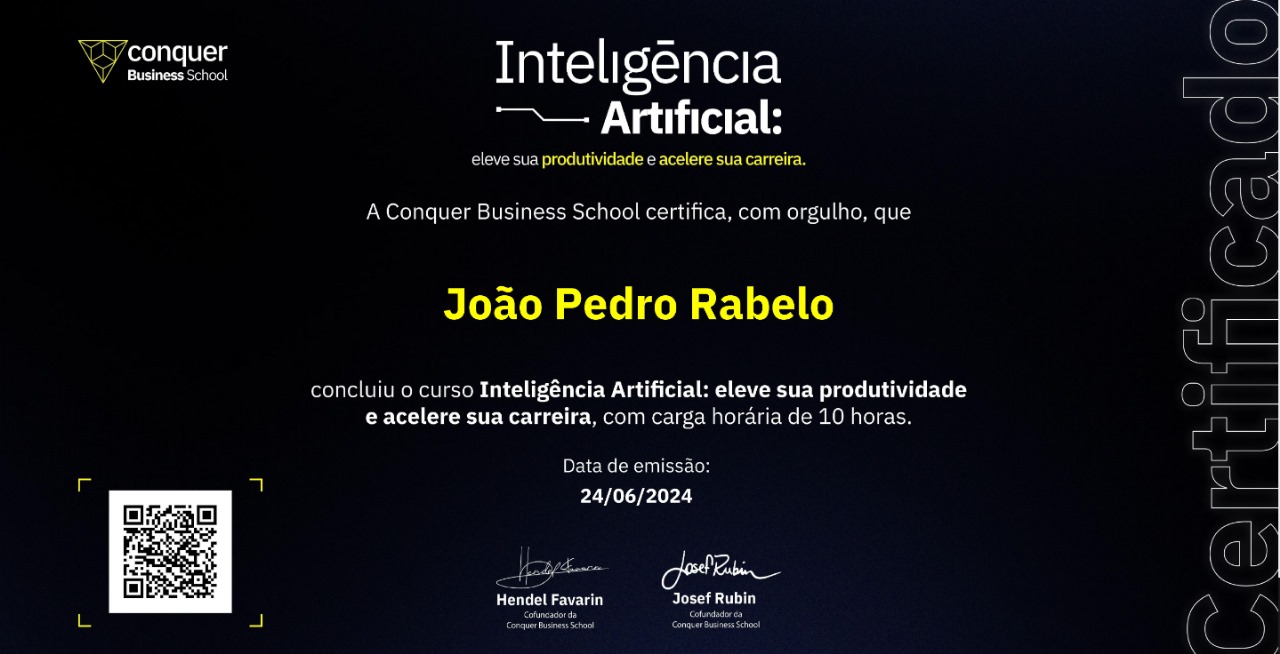 conquer
Business School
Inteligência
Artificial:
eleve sua produtividade e acelere sua carreira.
A Conquer Business School certifica, com orgulho, que
João Pedro Rabelo
concluiu o curso Inteligência Artificial: eleve sua produtividade
e acelere sua carreira, com carga horária de 10 horas.
Data de emissão:
24/06/2024
Hendel Favarin
Hendel Favarin
Cofundador da
Conquer Business School
Josef Rubin
Josef Rubin
Cofundador da
Conquer Business School
Certificado